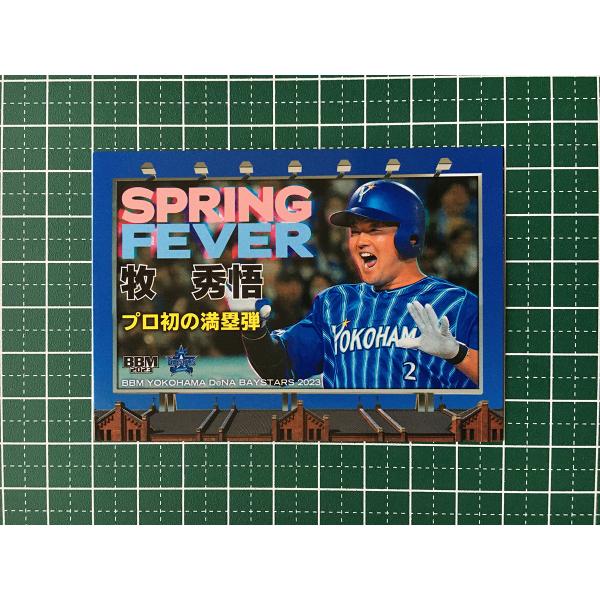 SPRING
FEVER
牧 秀悟
プロ初の満塁弾
BBM
2023
BBM YOKOHAMA DeNA BAYSTARS 2023
YOKOHAMA
2